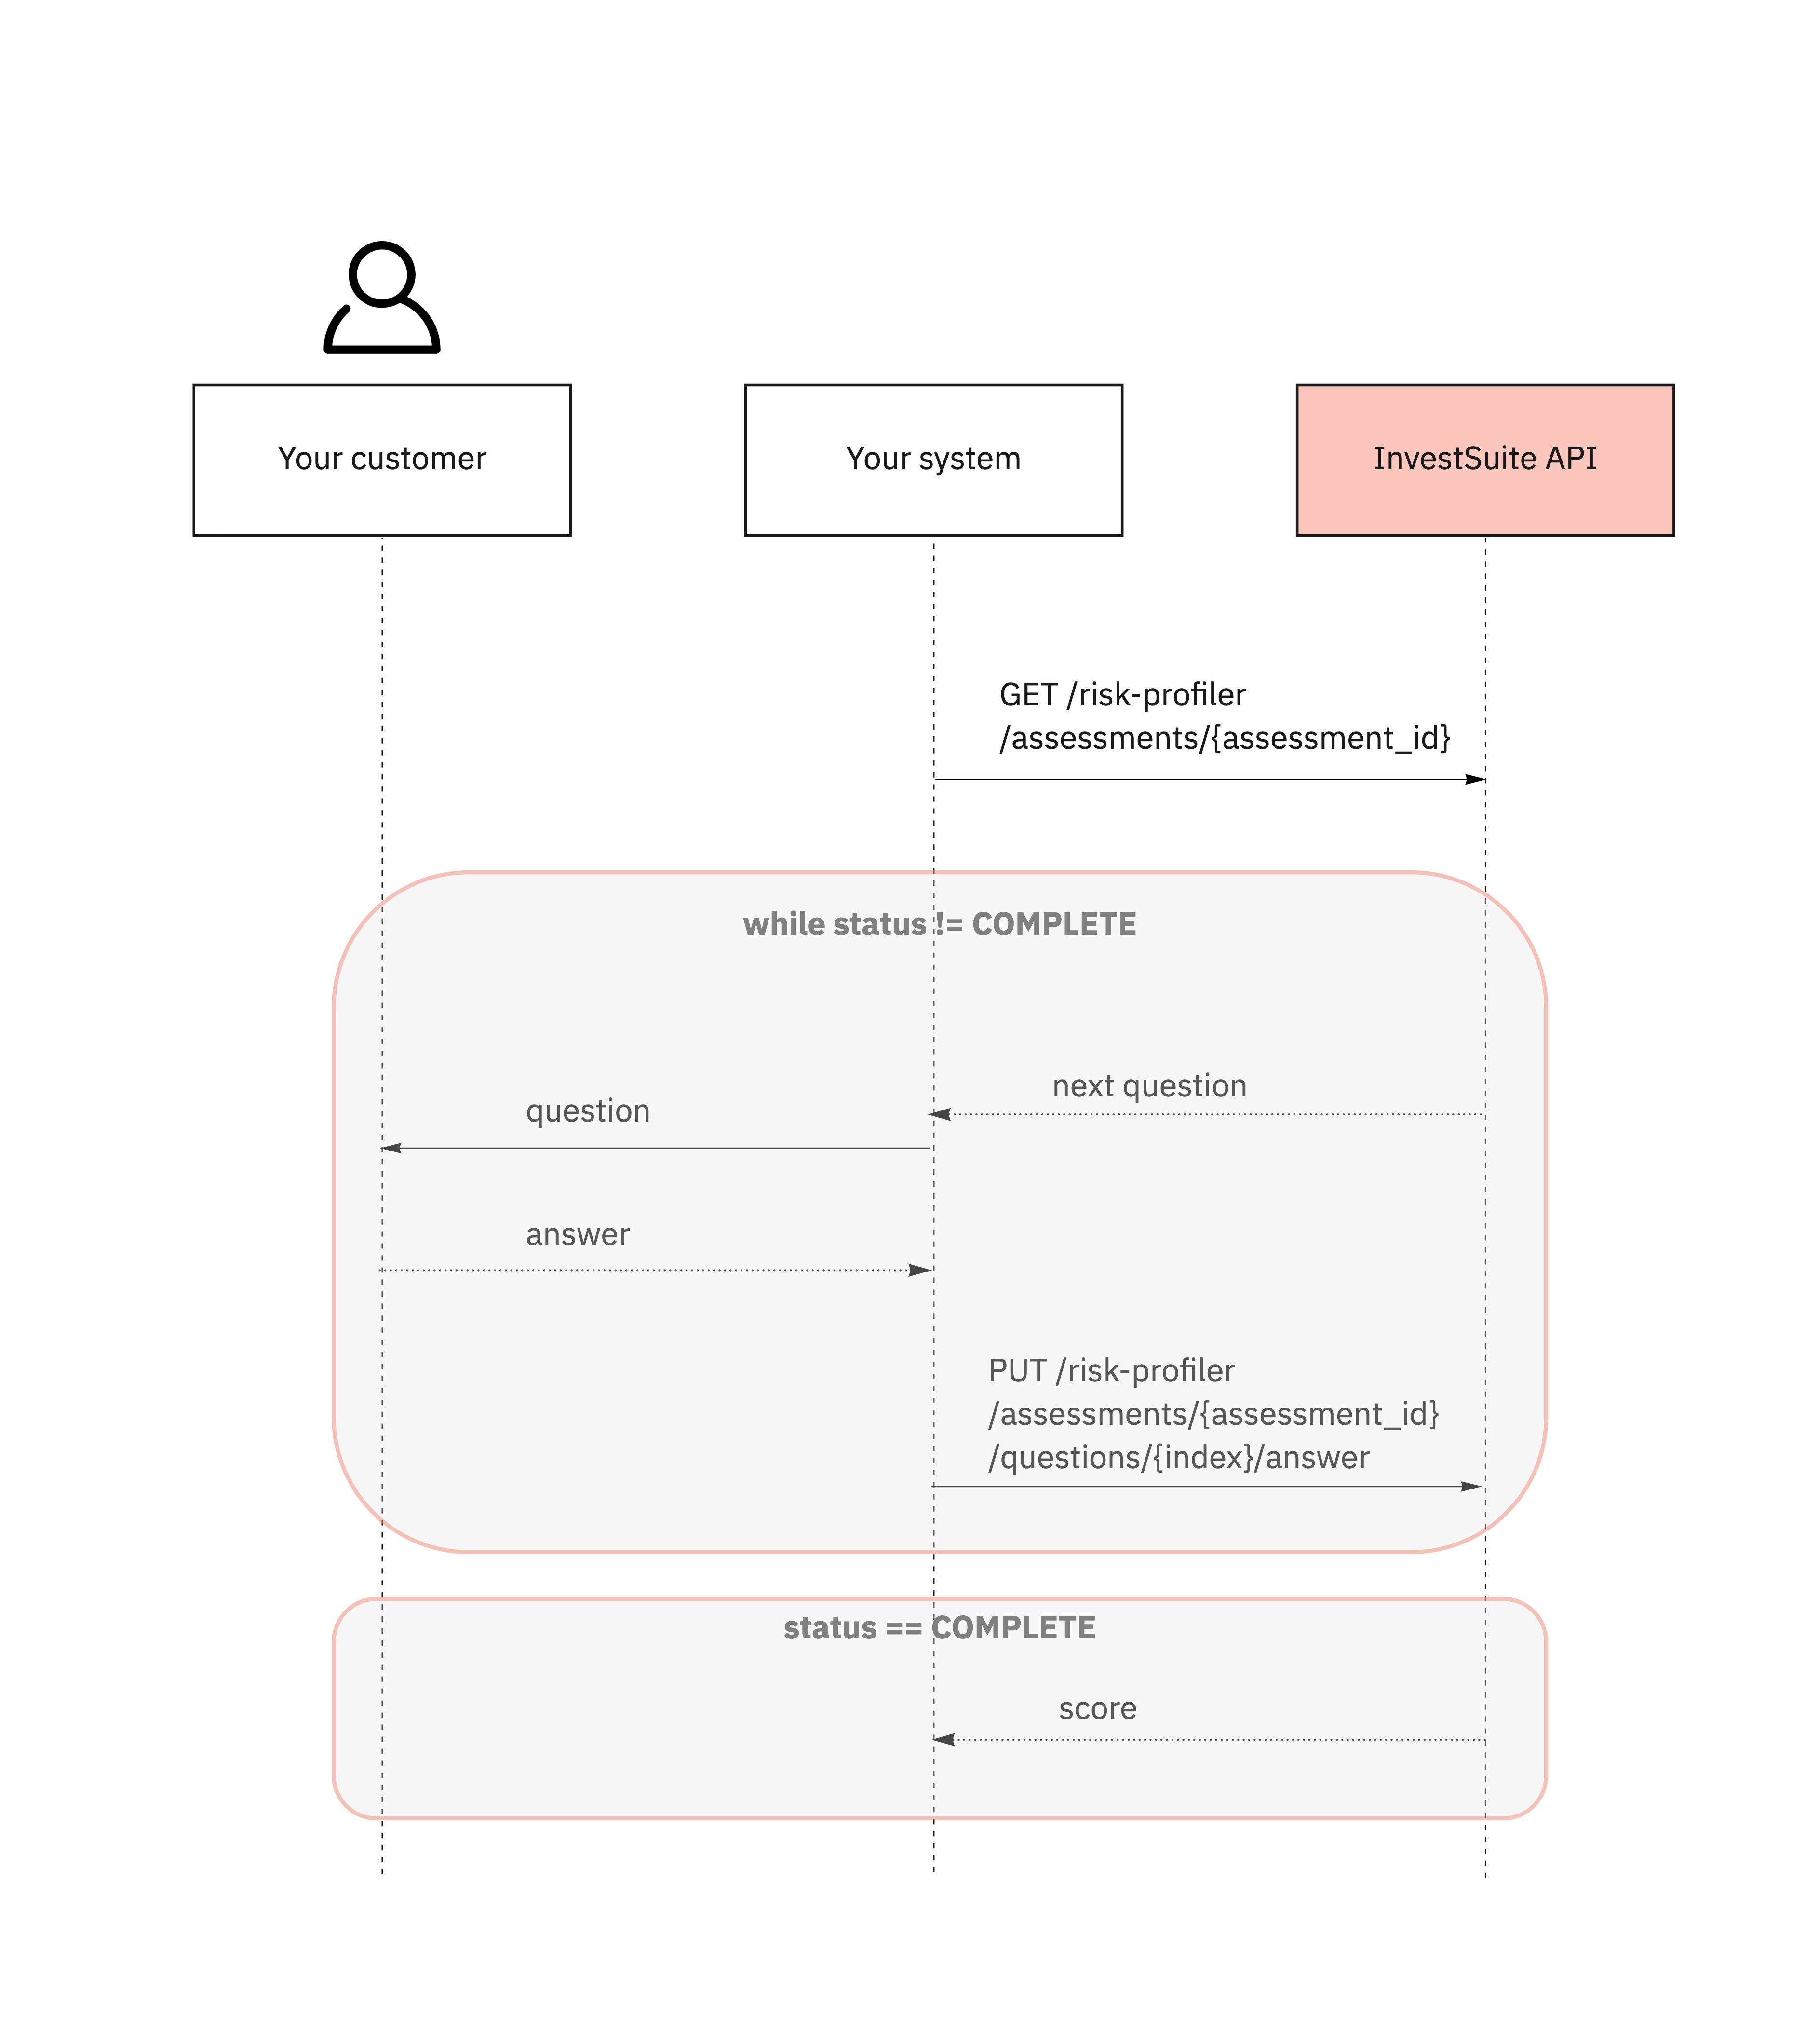 Your customer
Your system
InvestSuite API
GET /risk-profiler
/assessments/{assessment_id}
while status != COMPLETE
next question
question
answer
PUT /risk-profiler
/assessments/{assessment_id}
/questions/{index}/answer
status == COMPLETE
score